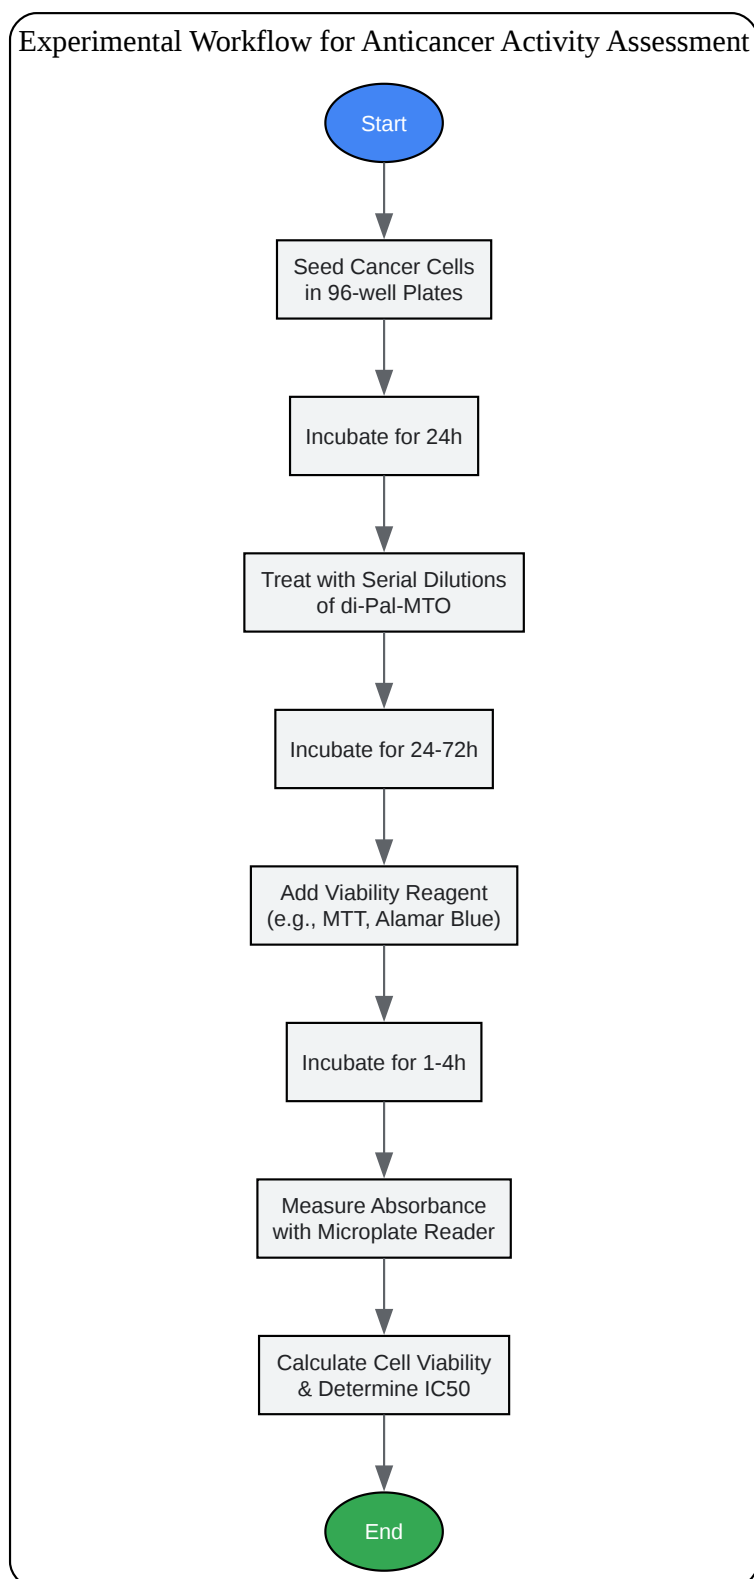 Experimental Workflow for Anticancer Activity Assessment
Start
Seed Cancer Cells
in 96-well Plates
Incubate for 24h
Treat with Serial Dilutions
of di-Pal-MTO
Incubate for 24-72h
Add Viability Reagent
(e.g., MTT, Alamar Blue)
Incubate for 1-4h
Measure Absorbance
with Microplate Reader
Calculate Cell Viability
& Determine IC50
End